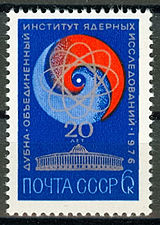 ДУБНА · ОБЪЕДИНЕННЫЙ ИНСТИТУТ ЯДЕРНЫХ ИССЛЕДОВАНИЙ · 1976
20
ЛЕТ
ПОЧТА СССР 6К